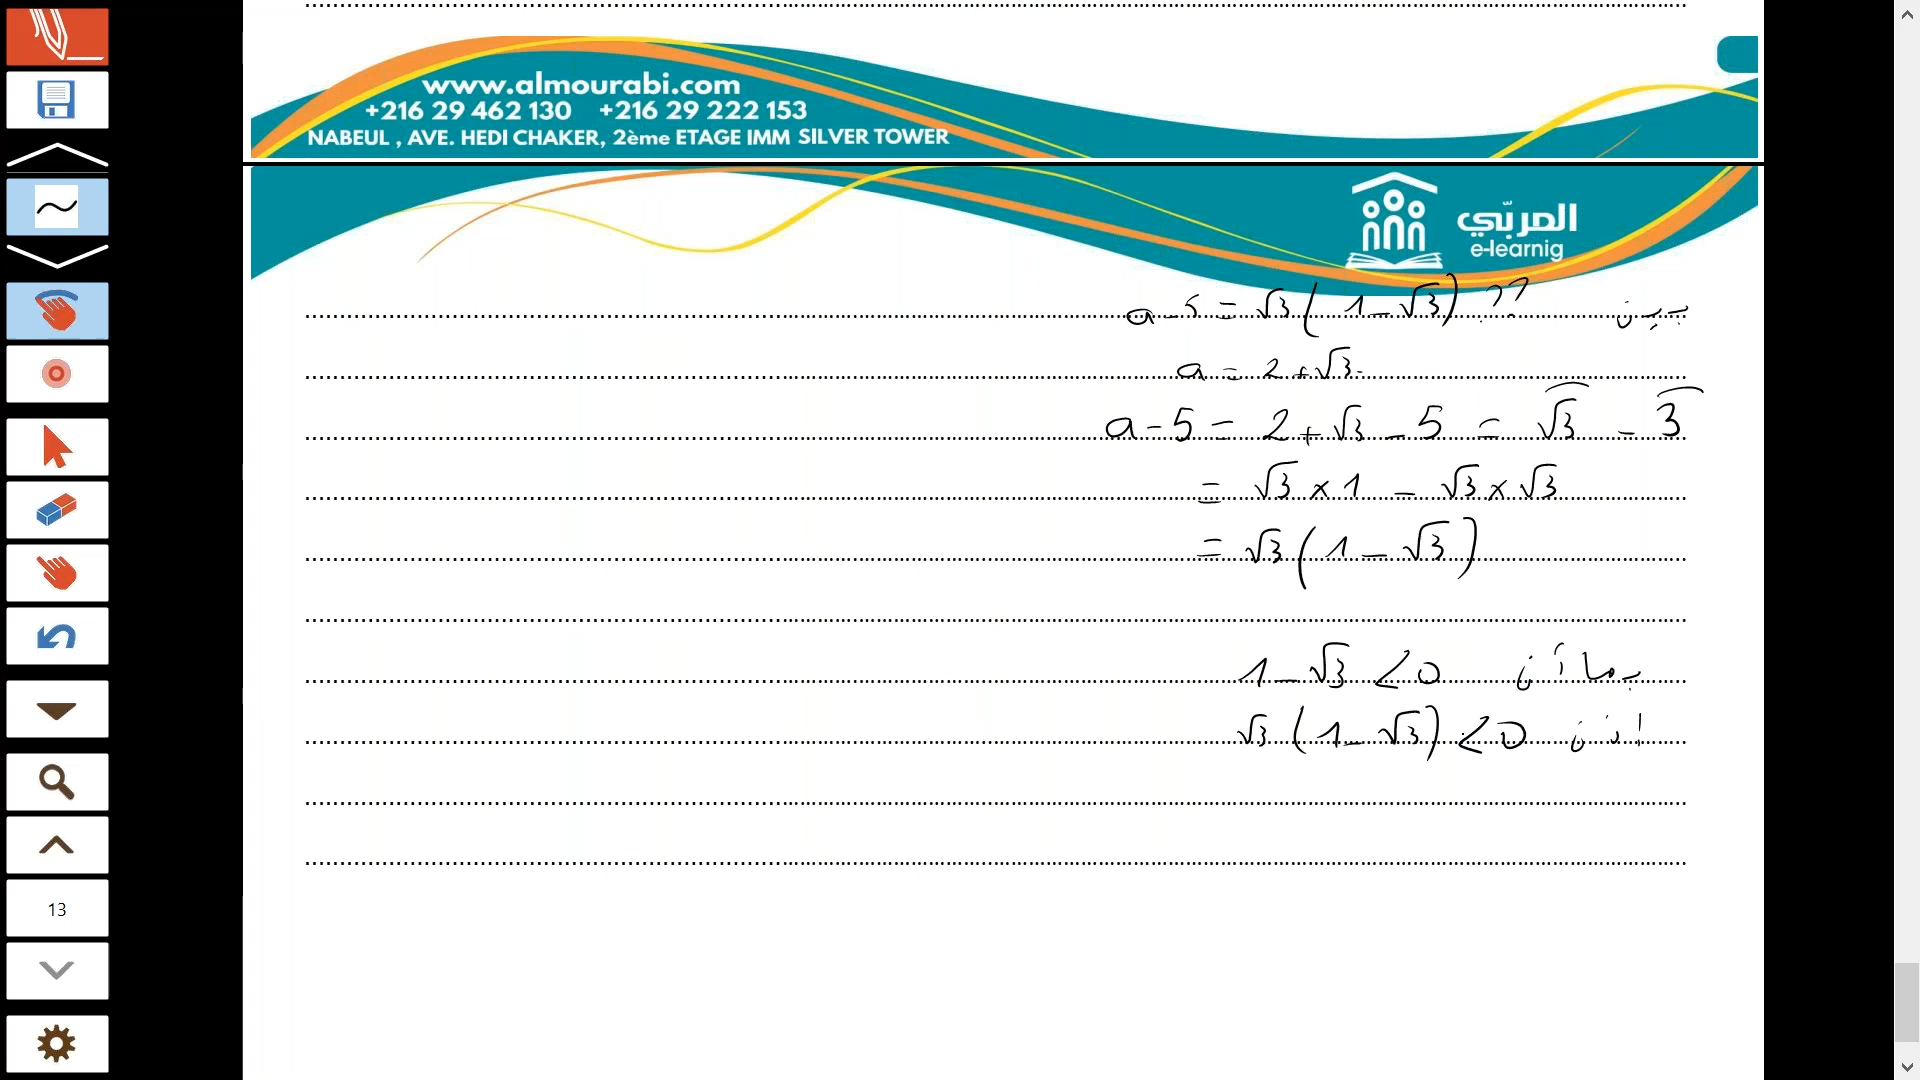 www.almourabi.com
+216 29 462 130 +216 29 222 153
NABEUL , AVE. HEDI CHAKER, 2ème ETAGE IMM SILVER TOWER
المربّي
e-learnig
بين a - 5 = √3 ( 1 - √3 ) ??
a = 2 + √3
a - 5 = 2 + √3 - 5 = √3 - 3
= √3 × 1 - √3 × √3
= √3 ( 1 - √3 )
بما أن 1 - √3 < 0
اذن √3 ( 1 - √3 ) < 0
13